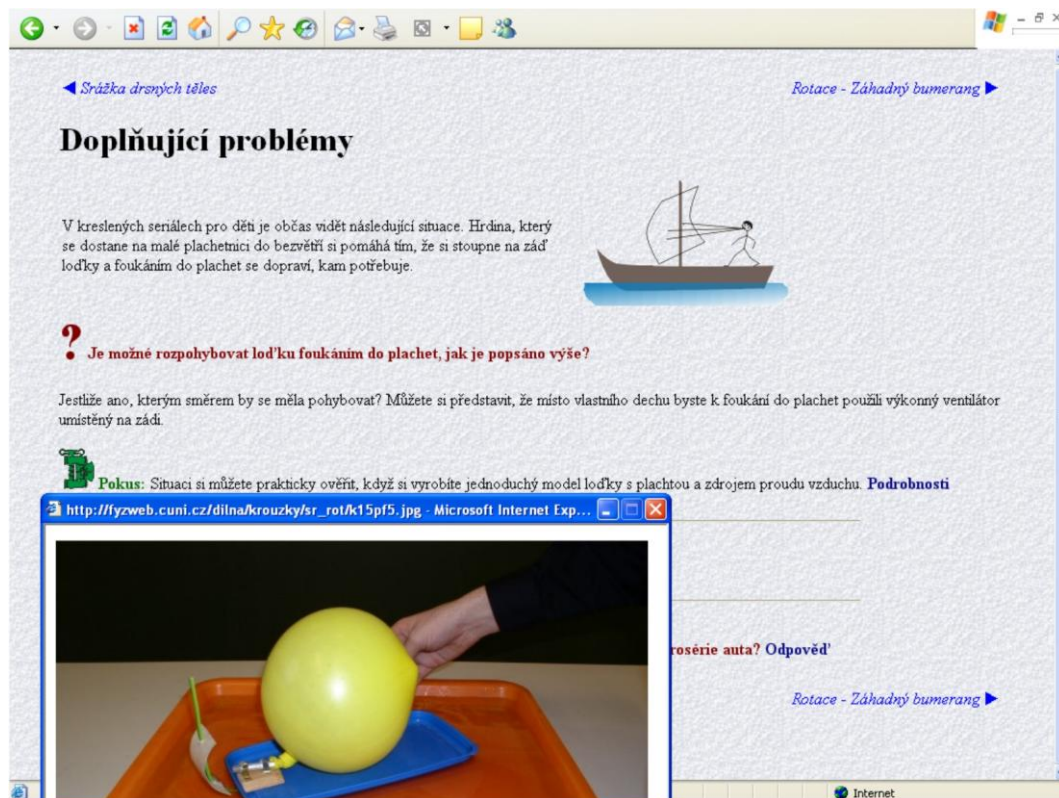 Srážka drsných těles
Rotace - Záhadný bumerang
Doplňující problémy
V kreslených seriálech pro děti je občas vidět následující situace. Hrdina, který
se dostane na malé plachetnici do bezvětří si pomáhá tím, že si stoupne na záď
loďky a foukáním do plachet se dopraví, kam potřebuje.
? Je možné rozpohybovat loďku foukáním do plachet, jak je popsáno výše?
Jestliže ano, kterým směrem by se měla pohybovat? Můžete si představit, že místo vlastního dechu byste k foukání do plachet použili výkonný ventilátor
umístěný na zádi.
Pokus: Situaci si můžete prakticky ověřit, když si vyrobíte jednoduchý model loďky s plachtou a zdrojem proudu vzduchu. Podrobnosti
http://fyzweb.cuni.cz/dilna/krouzky/sr_rot/k15pf5.jpg - Microsoft Internet Exp...
rosérie auta? Odpověď
Rotace - Záhadný bumerang
Internet